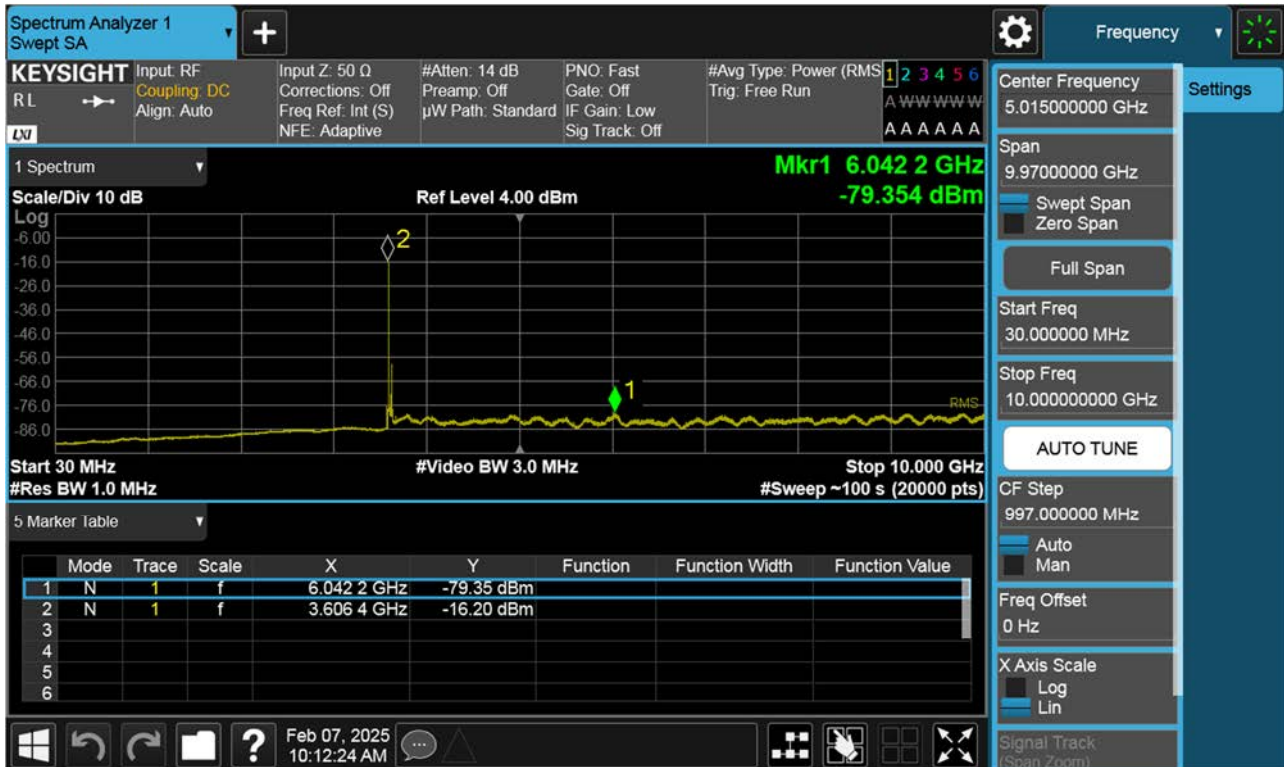 Spectrum Analyzer 1
Swept SA
+
Frequency
KEYSIGHT
RL
LXI
Input: RF
Coupling: DC
Align: Auto
Input Z: 50 Ω
Corrections: Off
Freq Ref: Int (S)
NFE: Adaptive
#Atten: 14 dB
Preamp: Off
µW Path: Standard
PNO: Fast
Gate: Off
IF Gain: Low
Sig Track: Off
#Avg Type: Power (RMS
Trig: Free Run
1 2 3 4 5 6
A W W W W W
A A A A A A
1 Spectrum
Mkr1 6.042 2 GHz
-79.354 dBm
Scale/Div 10 dB
Ref Level 4.00 dBm
Log
-6.00
-16.0
-26.0
-36.0
-46.0
-56.0
-66.0
-76.0
-86.0
2
1
RMS
Start 30 MHz
#Video BW 3.0 MHz
Stop 10.000 GHz
#Res BW 1.0 MHz
#Sweep ~100 s (20000 pts)
5 Marker Table
Mode Trace Scale X Y Function Function Width Function Value
1 N 1 f 6.042 2 GHz -79.35 dBm
2 N 1 f 3.606 4 GHz -16.20 dBm
3
4
5
6
?
Feb 07, 2025
10:12:24 AM
Center Frequency
5.015000000 GHz
Settings
Span
9.97000000 GHz
Swept Span
Zero Span
Full Span
Start Freq
30.000000 MHz
Stop Freq
10.000000000 GHz
AUTO TUNE
CF Step
997.000000 MHz
Auto
Man
Freq Offset
0 Hz
X Axis Scale
Log
Lin
Signal Track
(Span Zoom)